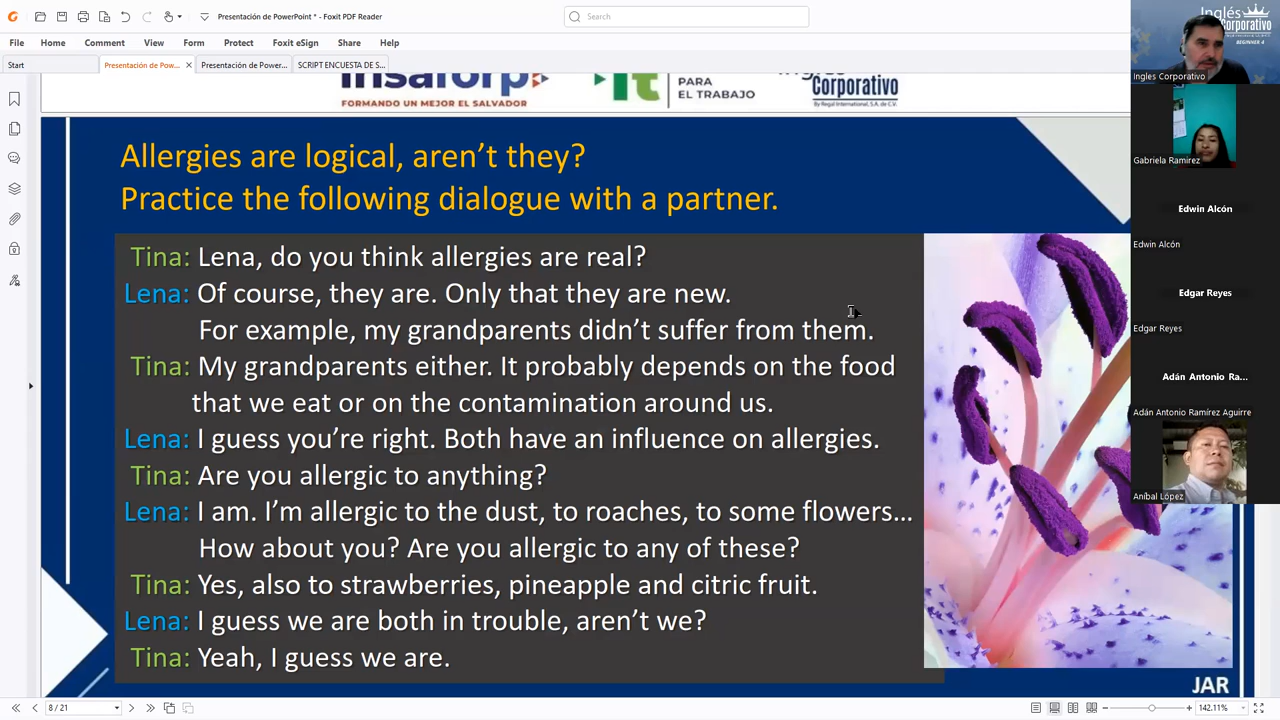 Presentación de PowerPoint * - Foxit PDF Reader
Search
File Home Comment View Form Protect Foxit eSign Share Help
Start Presentación de Pow... Presentación de Power... SCRIPT ENCUESTA DE S...
Insaforp
FORMANDO UN MEJOR EL SALVADOR
PARA
EL TRABAJO
Inglés
Corporativo
By Regal International, S.A. de C.V.
Allergies are logical, aren't they?
Practice the following dialogue with a partner.
Tina: Lena, do you think allergies are real?
Lena: Of course, they are. Only that they are new.
For example, my grandparents didn't suffer from them.
Tina: My grandparents either. It probably depends on the food
that we eat or on the contamination around us.
Lena: I guess you're right. Both have an influence on allergies.
Tina: Are you allergic to anything?
Lena: I am. I'm allergic to the dust, to roaches, to some flowers...
How about you? Are you allergic to any of these?
Tina: Yes, also to strawberries, pineapple and citric fruit.
Lena: I guess we are both in trouble, aren't we?
Tina: Yeah, I guess we are.
JAR
8 / 21
142.11%
Inglés
Corporativo
BEGINNER 4
Ingles Corporativo
Gabriela Ramirez
Edwin Alcón
Edwin Alcón
Edgar Reyes
Edgar Reyes
Adán Antonio Ra...
Adán Antonio Ramírez Aguirre
Aníbal López